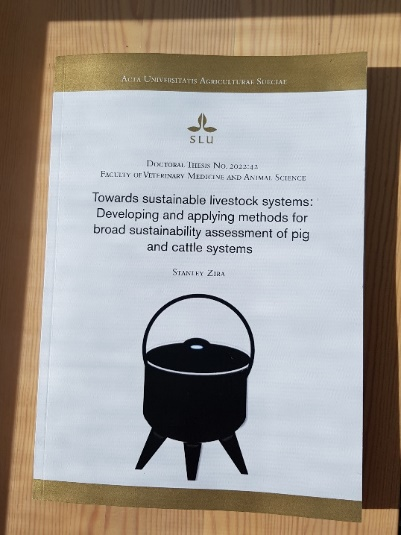 Acta Universitatis Agriculturae Sueciae
SLU
Doctoral Thesis No. 2022:42
Faculty of Veterinary Medicine and Animal Science
Towards sustainable livestock systems:
Developing and applying methods for
broad sustainability assessment of pig
and cattle systems
Stanley Zira